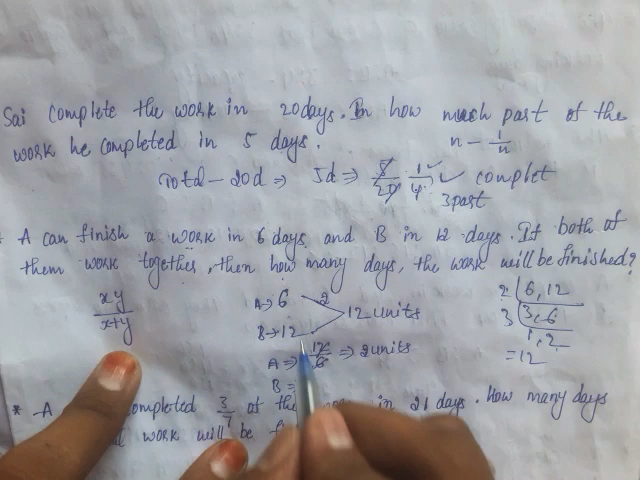 Sai complete the work in 20days. In how much part of the
work he completed in 5 days.
n - 1/n
Total - 20d ⇒ 5d ⇒ 5/20 1/4 ✓ complet
3part
A can finish a work in 6 days and B in 12 days. If both of
them work together, then how many days, the work will be finished?
xy/x+y
A→6 2
12 units
B→12
A⇒ 12/6 ⇒ 2units
B=
2 | 6, 12
3 | 3, 6
1, 2
= 12
* A completed 3/7 of the in 21 days. How many days
work will be